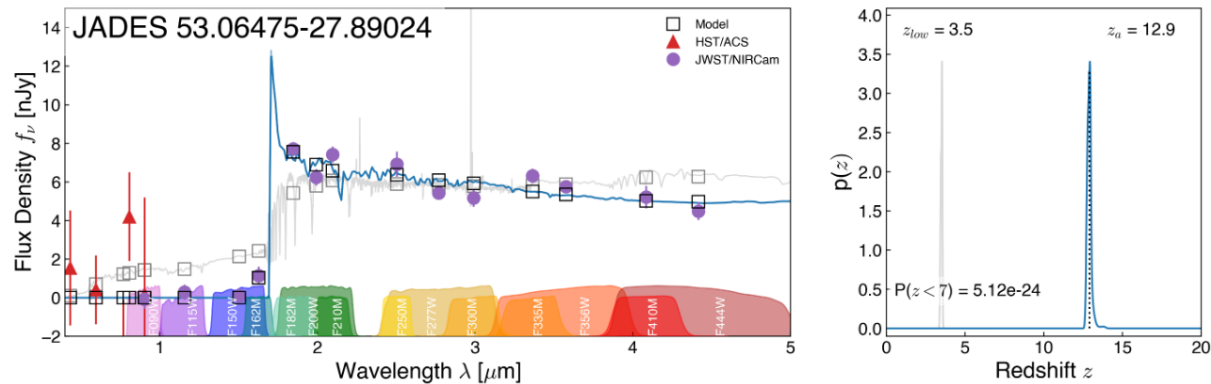 JADES 53.06475-27.89024
Model
HST/ACS
JWST/NIRCam
Flux Density f_ν [nJy]
14
12
10
8
6
4
2
0
−2
F090W
F115W
F150W
F162M
F182M
F200W
F210M
F250M
F277W
F300M
F335M
F356W
F410M
F444W
1 2 3 4 5
Wavelength λ [μm]
z_low = 3.5 z_a = 12.9
p(z)
4.0
3.5
3.0
2.5
2.0
1.5
1.0
0.5
0.0
P(z < 7) = 5.12e-24
0 5 10 15 20
Redshift z